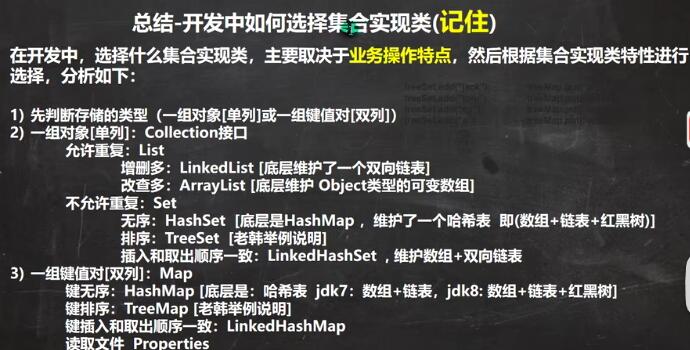 总结-开发中如何选择集合实现类(记住)
在开发中，选择什么集合实现类，主要取决于业务操作特点，然后根据集合实现类特性进行
选择，分析如下：
1) 先判断存储的类型（一组对象[单列]或一组键值对[双列]）
2) 一组对象[单列]：Collection接口
允许重复：List
增删多：LinkedList [底层维护了一个双向链表]
改查多：ArrayList [底层维护 Object类型的可变数组]
不允许重复：Set
无序：HashSet [底层是HashMap ，维护了一个哈希表 即(数组+链表+红黑树)]
排序：TreeSet [老韩举例说明]
插入和取出顺序一致：LinkedHashSet ，维护数组+双向链表
3) 一组键值对[双列]：Map
键无序：HashMap [底层是：哈希表 jdk7：数组+链表，jdk8: 数组+链表+红黑树]
键排序：TreeMap [老韩举例说明]
键插入和取出顺序一致：LinkedHashMap
读取文件 Properties